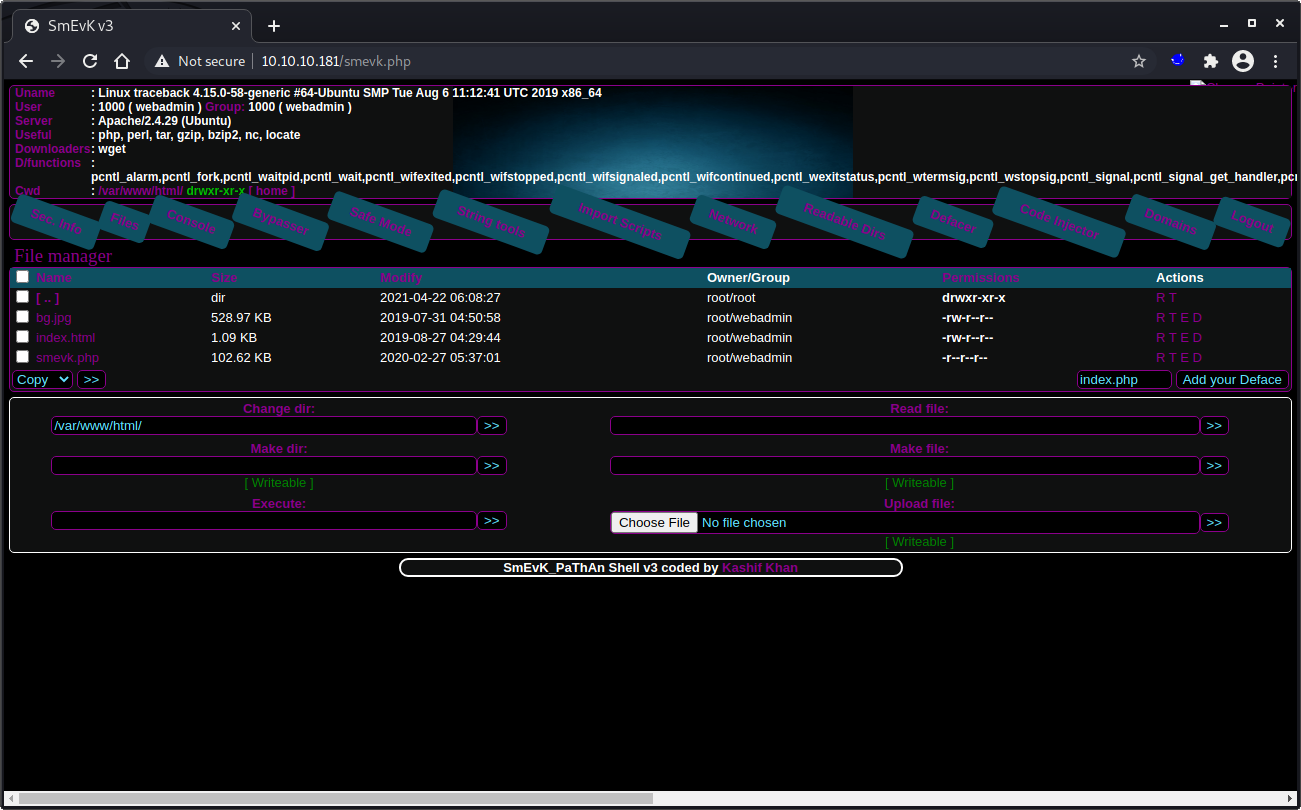 SmEvK v3
Not secure
10.10.10.181/smevk.php
Uname : Linux traceback 4.15.0-58-generic #64-Ubuntu SMP Tue Aug 6 11:12:41 UTC 2019 x86_64
User : 1000 ( webadmin ) Group: 1000 ( webadmin )
Server : Apache/2.4.29 (Ubuntu)
Useful : php, perl, tar, gzip, bzip2, nc, locate
Downloaders : wget
D/functions :
pcntl_alarm,pcntl_fork,pcntl_waitpid,pcntl_wait,pcntl_wifexited,pcntl_wifstopped,pcntl_wifsignaled,pcntl_wifcontinued,pcntl_wexitstatus,pcntl_wtermsig,pcntl_wstopsig,pcntl_signal,pcntl_signal_get_handler,
Cwd : /var/www/html/ drwxr-xr-x [ home ]
Sys. Info Files Console Bypasser Safe Mode String tools Import Scripts Network Readable Dirs Defacer Code Injector Domains Logout
File manager
Name Size Modify Owner/Group Permissions Actions
[ .. ] dir 2021-04-22 06:08:27 root/root drwxr-xr-x R T
bg.jpg 528.97 KB 2019-07-31 04:50:58 root/webadmin -rw-r--r-- R T E D
index.html 1.09 KB 2019-08-27 04:29:44 root/webadmin -rw-r--r-- R T E D
smevk.php 102.62 KB 2020-02-27 05:37:01 root/webadmin -r--r--r-- R T E D
Copy >> index.php Add your Deface
Change dir: Read file:
/var/www/html/ >> >>
Make dir: Make file:
>> >>
[ Writeable ] [ Writeable ]
Execute: Upload file:
>> Choose File No file chosen >>
[ Writeable ]
SmEvK_PaThAn Shell v3 coded by Kashif Khan